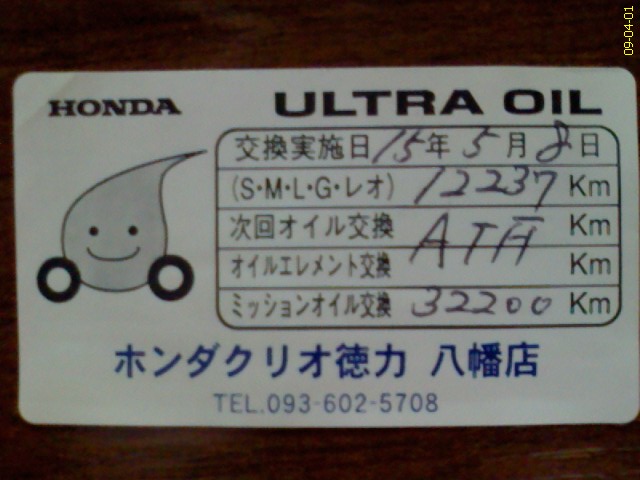 09-04-01
HONDA ULTRA OIL
交換実施日 15年 5月 8日
(S・M・L・G・レオ) 12237 Km
次回オイル交換 Km
オイルエレメント交換 Km
ミッションオイル交換 32200 Km
ホンダクリオ徳力 八幡店
TEL.093-602-5708